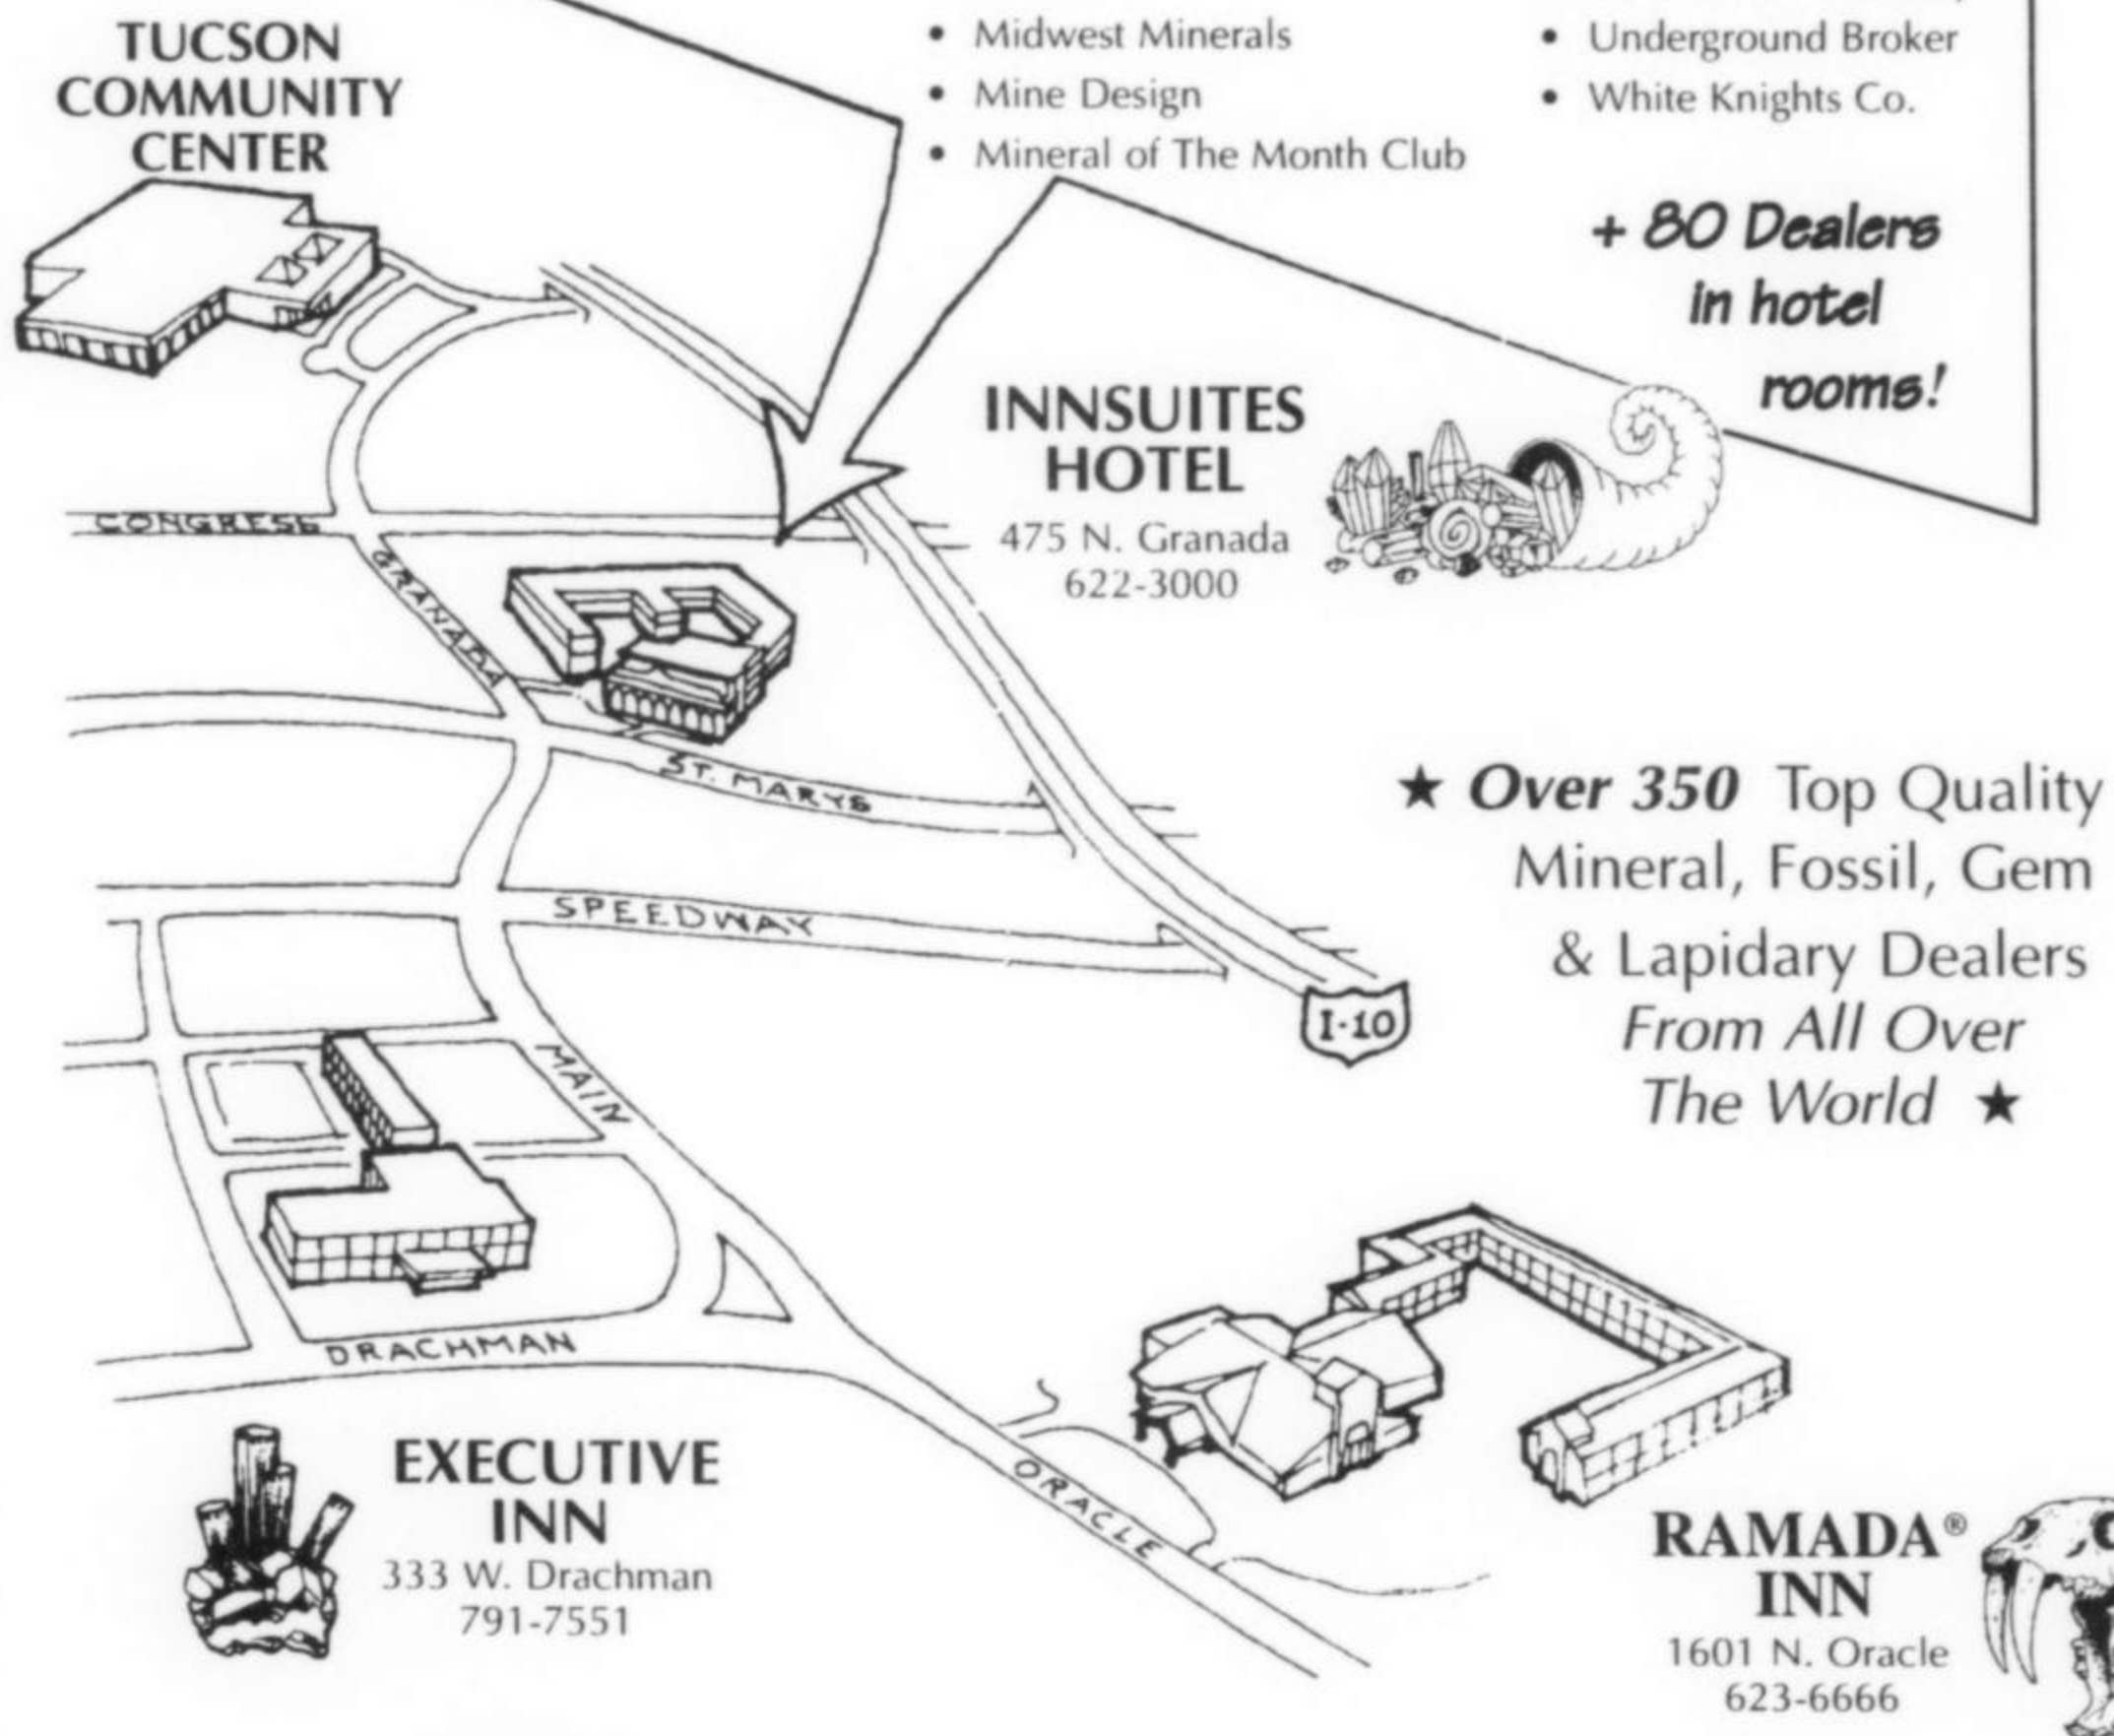 TUCSON
COMMUNITY
CENTER
• Midwest Minerals
• Mine Design
• Mineral of The Month Club
• Underground Broker
• White Knights Co.
+ 80 Dealers
in hotel
rooms!
INNSUITES
HOTEL
475 N. Granada
622-3000
CONGRESS
GRANADA
ST. MARYS
SPEEDWAY
I-10
MAIN
DRACHMAN
ORACLE
★ Over 350 Top Quality
Mineral, Fossil, Gem
& Lapidary Dealers
From All Over
The World ★
EXECUTIVE
INN
333 W. Drachman
791-7551
RAMADA®
INN
1601 N. Oracle
623-6666